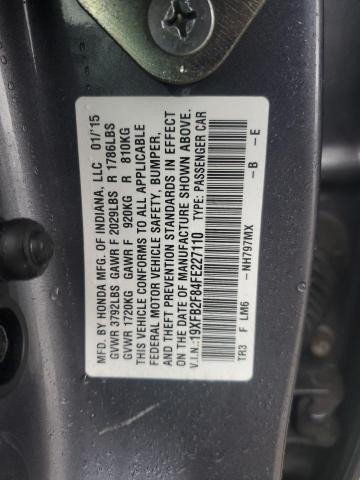 MFD. BY HONDA MFG. OF INDIANA, LLC 01/'15
GVWR 3792LBS GAWR F 2029LBS R 1786LBS
GVWR 1720KG GAWR F 920KG R 810KG
THIS VEHICLE CONFORMS TO ALL APPLICABLE
FEDERAL MOTOR VEHICLE SAFETY, BUMPER,
AND THEFT PREVENTION STANDARDS IN EFFECT
ON THE DATE OF MANUFACTURE SHOWN ABOVE.
V.I.N.:19XFB2F84FE227110 TYPE: PASSENGER CAR
TR3 F LM6 -NH797MX -B -E